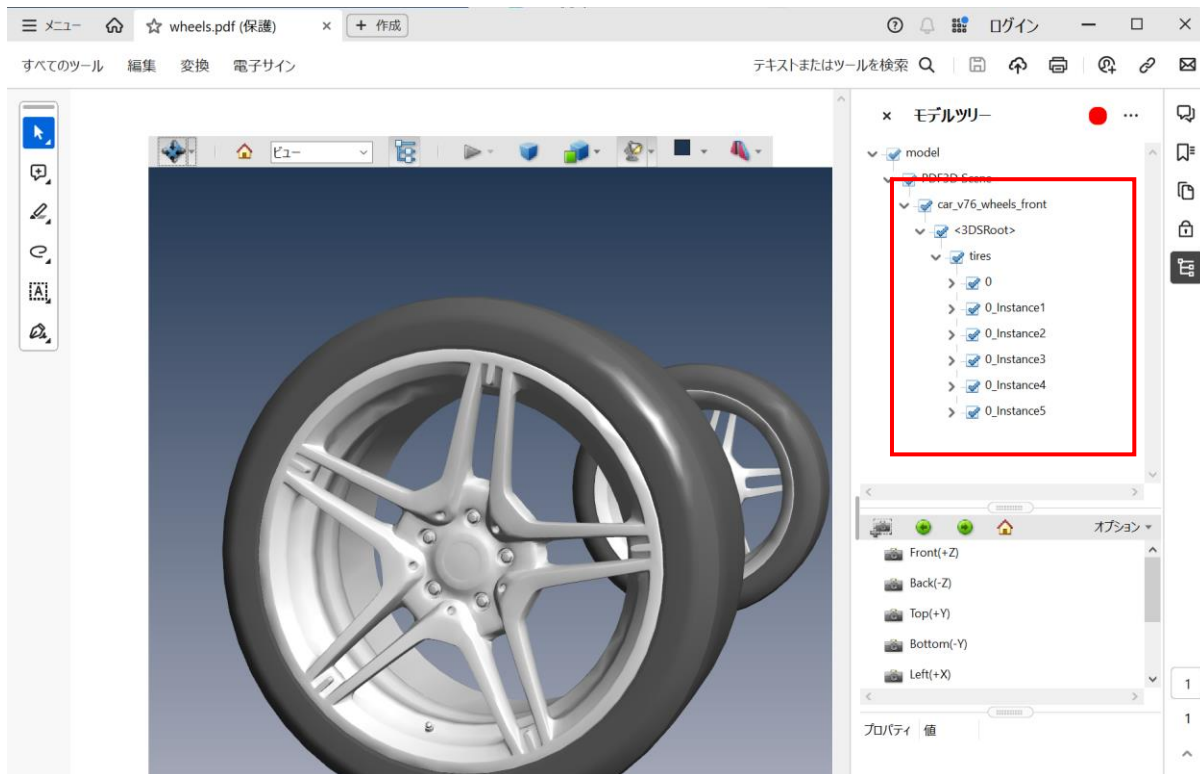 メニュー wheels.pdf (保護) × + 作成 ログイン
すべてのツール 編集 変換 電子サイン テキストまたはツールを検索
モデルツリー
ビュー
model
PDF3D Scene
car_v76_wheels_front
<3DSRoot>
tires
0
0_Instance1
0_Instance2
0_Instance3
0_Instance4
0_Instance5
オプション
Front(+Z)
Back(-Z)
Top(+Y)
Bottom(-Y)
Left(+X)
1
1
プロパティ 値